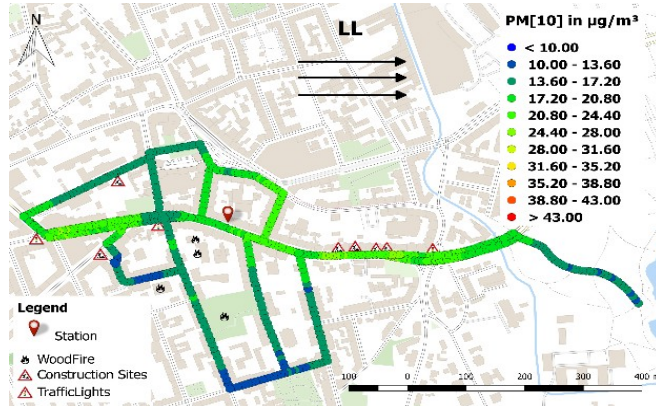 N
LL
PM[10] in µg/m³
< 10.00
10.00 - 13.60
13.60 - 17.20
17.20 - 20.80
20.80 - 24.40
24.40 - 28.00
28.00 - 31.60
31.60 - 35.20
35.20 - 38.80
38.80 - 43.00
> 43.00
Legend
Station
WoodFire
Construction Sites
TrafficLights
100 0 100 200 300 400 m